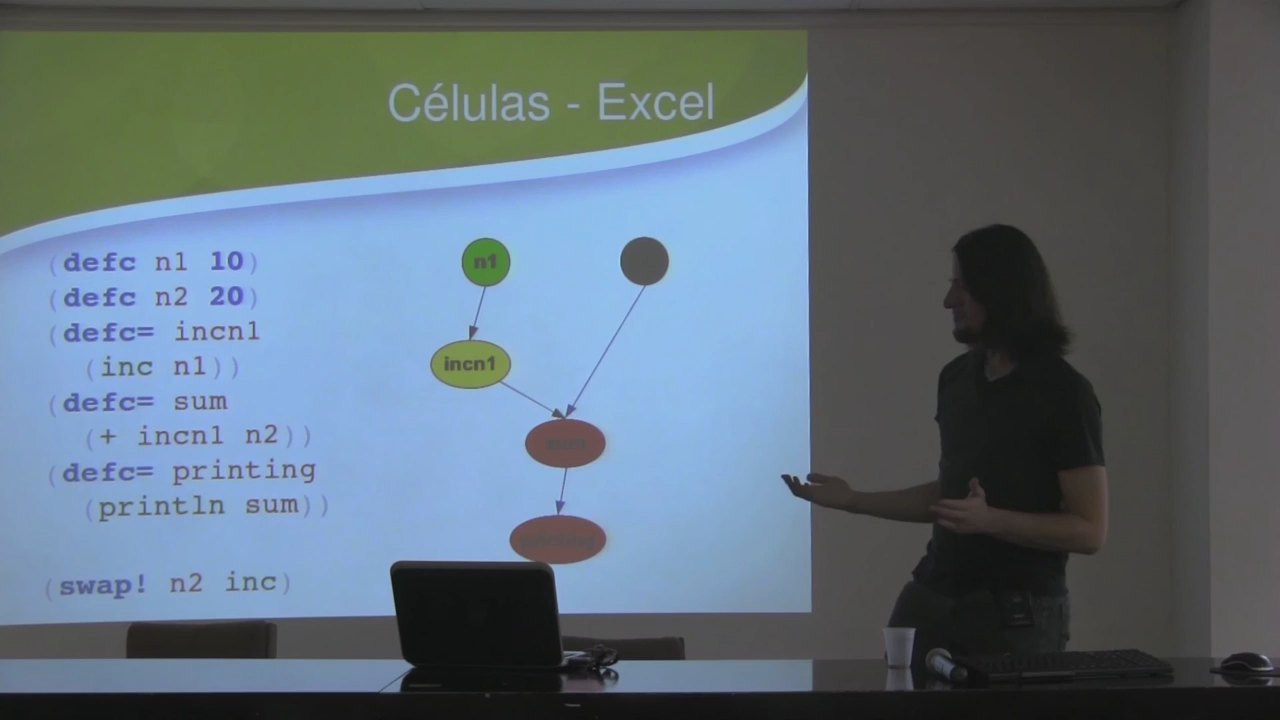 Células - Excel
(defc n1 10)
(defc n2 20)
(defc= incn1
(inc n1))
(defc= sum
(+ incn1 n2))
(defc= printing
(println sum))
(swap! n2 inc)
n1
incn1
sum